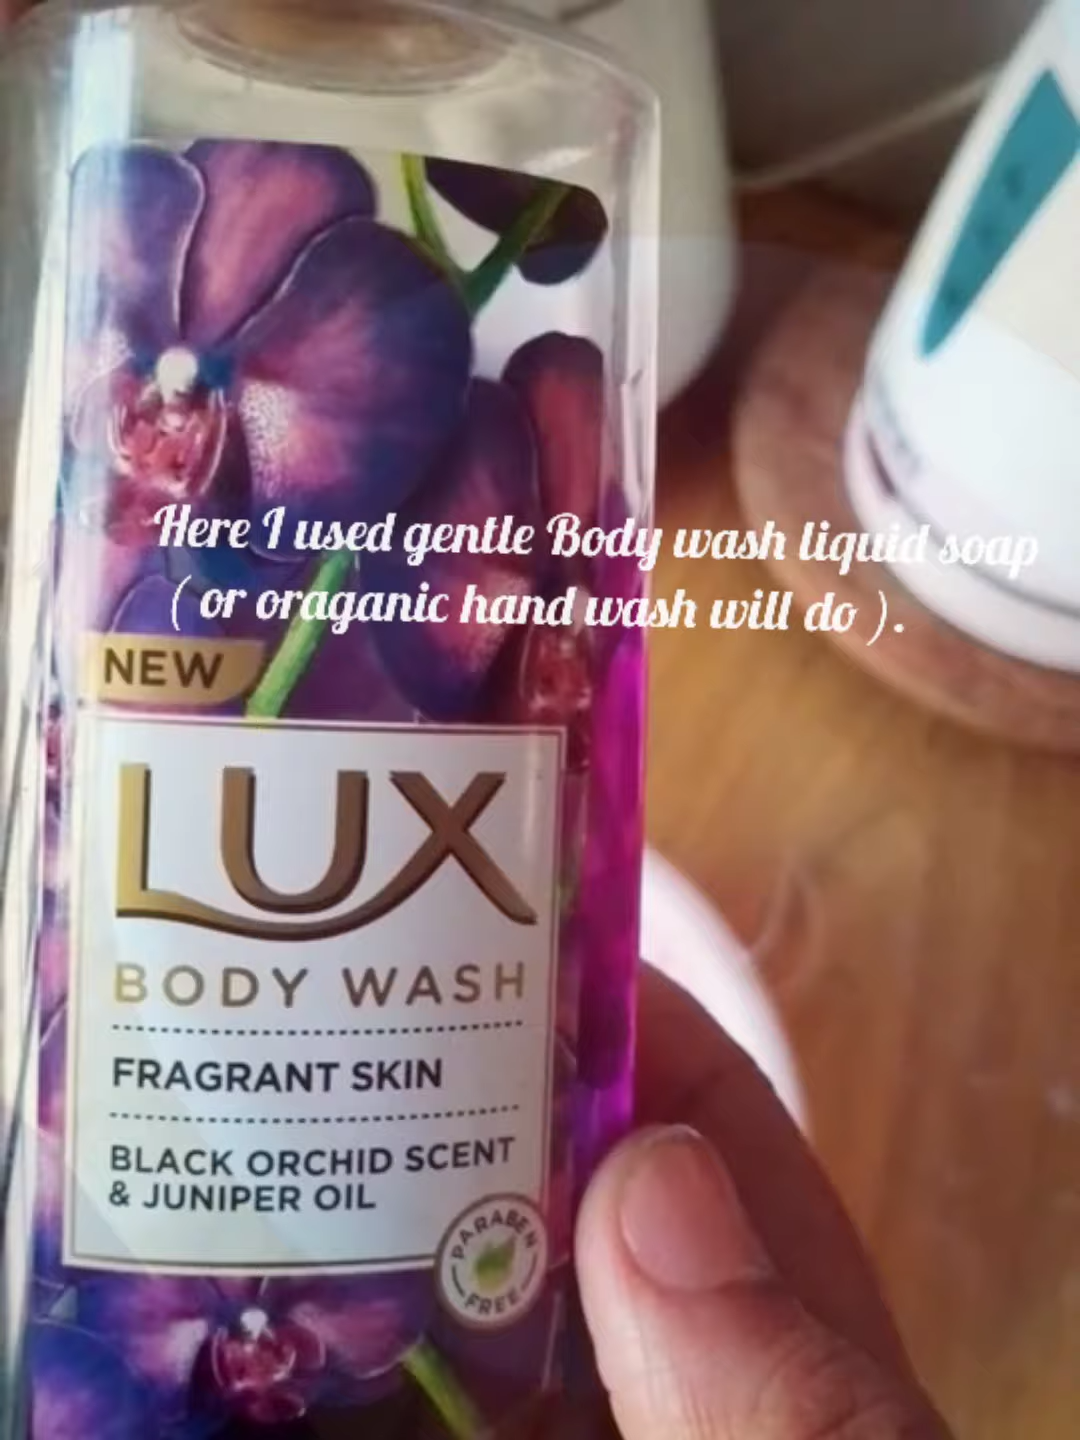 Here I used gentle Body wash liquid soap
( or oraganic hand wash will do ).
NEW
LUX
BODY WASH
FRAGRANT SKIN
BLACK ORCHID SCENT
& JUNIPER OIL
PARABEN
FREE